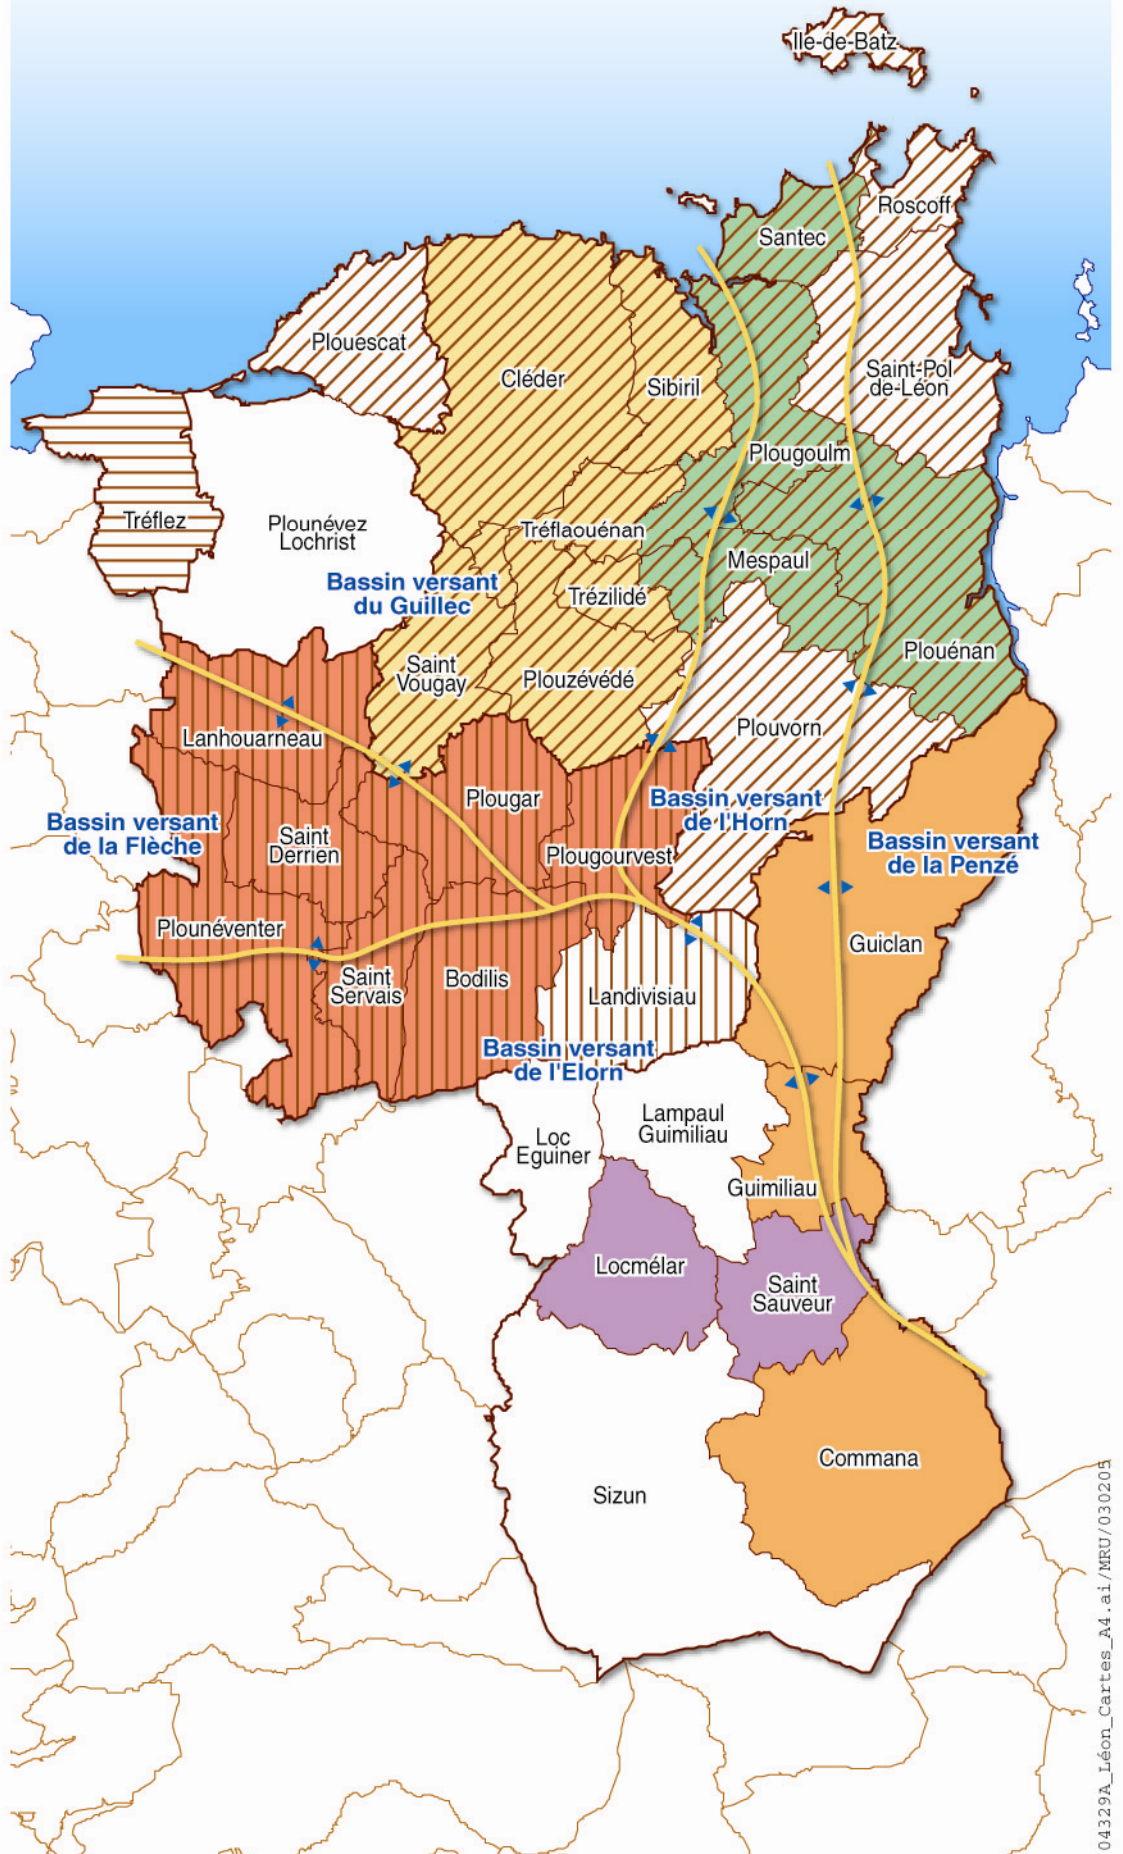 Ile-de-Batz
Roscoff
Santec
Plouescat
Cléder
Sibiril
Saint-Pol
de-Léon
Plougoulm
Tréflez
Plounévez
Lochrist
Tréflaouénan
Mespaul
Bassin versant
du Guillec
Trézilidé
Plouénan
Saint
Vougay
Plouzévédé
Plouvorn
Lanhouarneau
Plougar
Bassin versant
de l'Horn
Bassin versant
de la Flèche
Saint
Derrien
Plougourvest
Bassin versant
de la Penzé
Plounéventer
Guiclan
Saint
Servais
Bodilis
Landivisiau
Bassin versant
de l'Elorn
Loc
Eguiner
Lampaul
Guimiliau
Guimiliau
Locmélar
Saint
Sauveur
Commana
Sizun
04329A_Léon_Cartes_A4.ai/MRU/030205